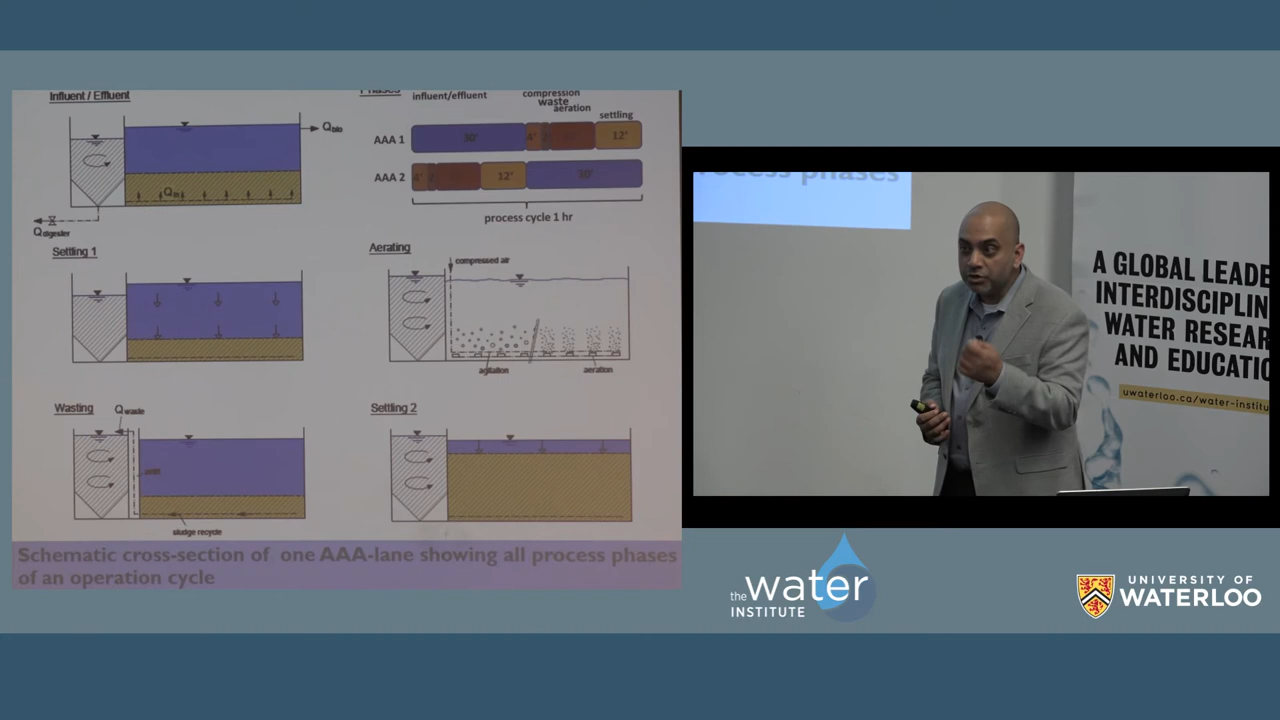 Influent / Effluent
Phases
influent/effluent
compression
waste
aeration
settling
Qbio
AAA 1
30'
4'
12'
Qin
AAA 2
4'
2
12'
30'
process cycle 1 hr
Qdigester
Settling 1
Aerating
compressed air
agitation
aeration
Wasting
Qwaste
Settling 2
sludge recycle
Schematic cross-section of one AAA-lane showing all process phases
of an operation cycle
process phases
A GLOBAL LEADE
INTERDISCIPLIN
WATER RESEAR
AND EDUCATIO
uwaterloo.ca/water-institu
the water
INSTITUTE
UNIVERSITY OF
WATERLOO